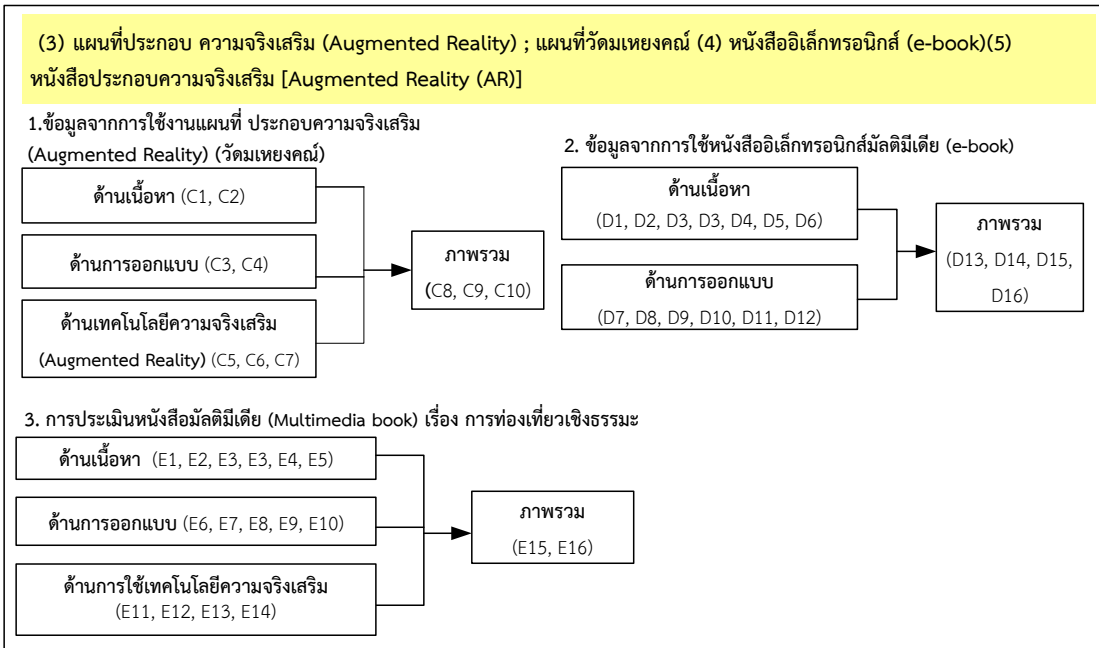 (3) แผนที่ประกอบ ความจริงเสริม (Augmented Reality) ; แผนที่วัดมเหยงคณ์ (4) หนังสืออิเล็กทรอนิกส์ (e-book)(5)
หนังสือประกอบความจริงเสริม [Augmented Reality (AR)]
1.ข้อมูลจากการใช้งานแผนที่ ประกอบความจริงเสริม
(Augmented Reality) (วัดมเหยงคณ์)
ด้านเนื้อหา (C1, C2)
ด้านการออกแบบ (C3, C4)
ด้านเทคโนโลยีความจริงเสริม
(Augmented Reality) (C5, C6, C7)
ภาพรวม
(C8, C9, C10)
2. ข้อมูลจากการใช้หนังสืออิเล็กทรอนิกส์มัลติมีเดีย (e-book)
ด้านเนื้อหา
(D1, D2, D3, D3, D4, D5, D6)
ด้านการออกแบบ
(D7, D8, D9, D10, D11, D12)
ภาพรวม
(D13, D14, D15,
D16)
3. การประเมินหนังสือมัลติมีเดีย (Multimedia book) เรื่อง การท่องเที่ยวเชิงธรรมะ
ด้านเนื้อหา (E1, E2, E3, E3, E4, E5)
ด้านการออกแบบ (E6, E7, E8, E9, E10)
ด้านการใช้เทคโนโลยีความจริงเสริม
(E11, E12, E13, E14)
ภาพรวม
(E15, E16)